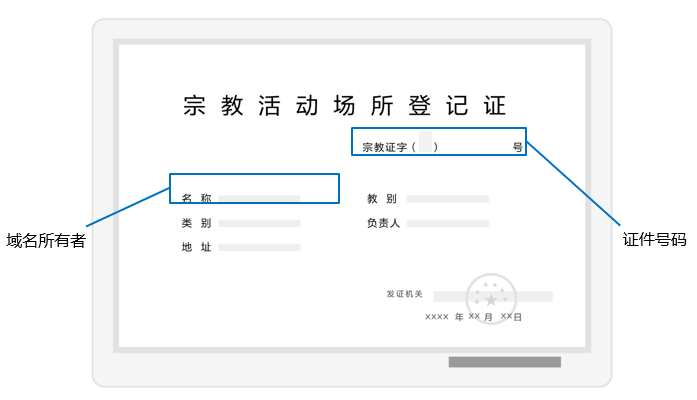 宗教活动场所登记证
宗教证字（ ） 号
名 称
教 别
域名所有者
类 别
负责人
证件号码
地 址
发证机关
XXXX 年 XX 月 XX日